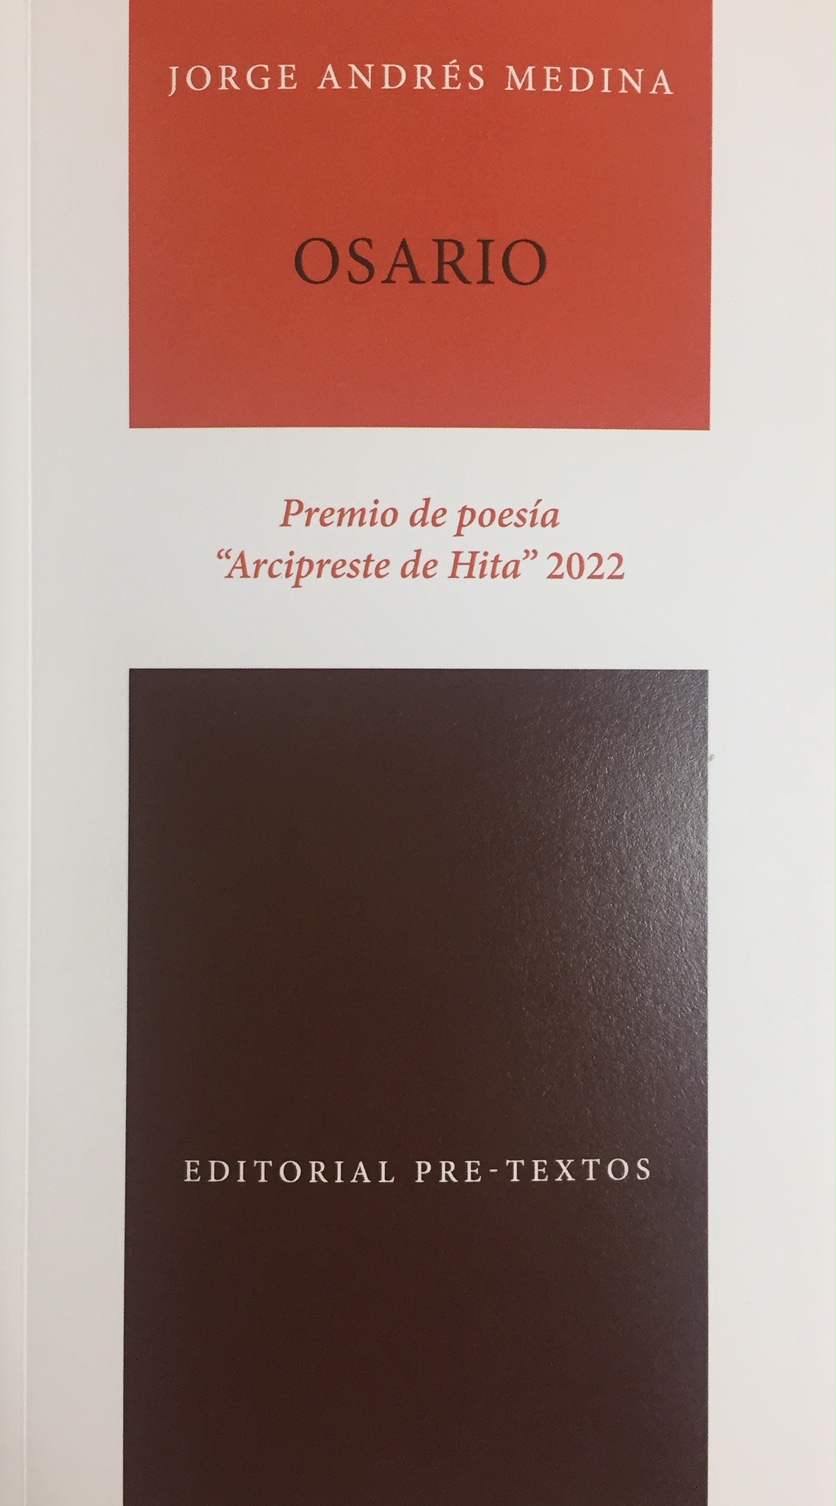 JORGE ANDRÉS MEDINA
OSARIO
Premio de poesía
“Arcipreste de Hita” 2022
EDITORIAL PRE-TEXTOS